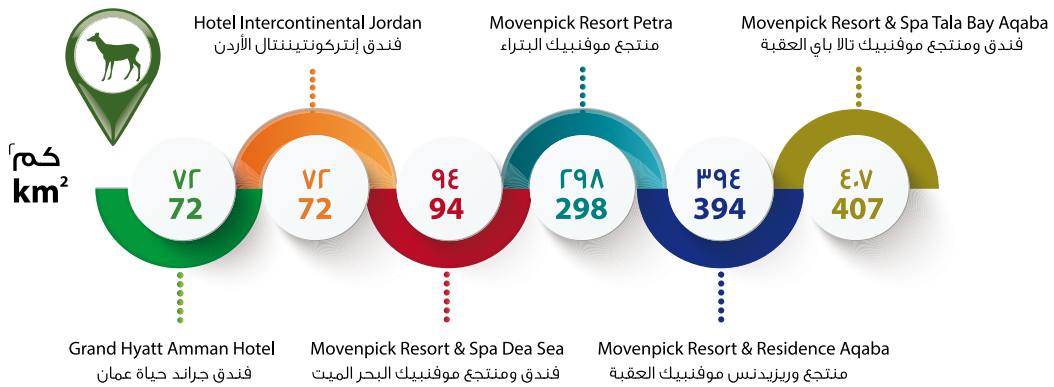 Hotel Intercontinental Jordan
فندق إنتركونتيننتال الأردن
Movenpick Resort Petra
منتجع موفنبيك البتراء
Movenpick Resort & Spa Tala Bay Aqaba
فندق ومنتجع موفنبيك تالا باي العقبة
كم٢
km²
٧٢
72
٧٢
72
٩٤
94
٢٩٨
298
٣٩٤
394
٤٠٧
407
Grand Hyatt Amman Hotel
فندق جراند حياة عمان
Movenpick Resort & Spa Dea Sea
فندق ومنتجع موفنبيك البحر الميت
Movenpick Resort & Residence Aqaba
منتجع وريزيدنس موفنبيك العقبة